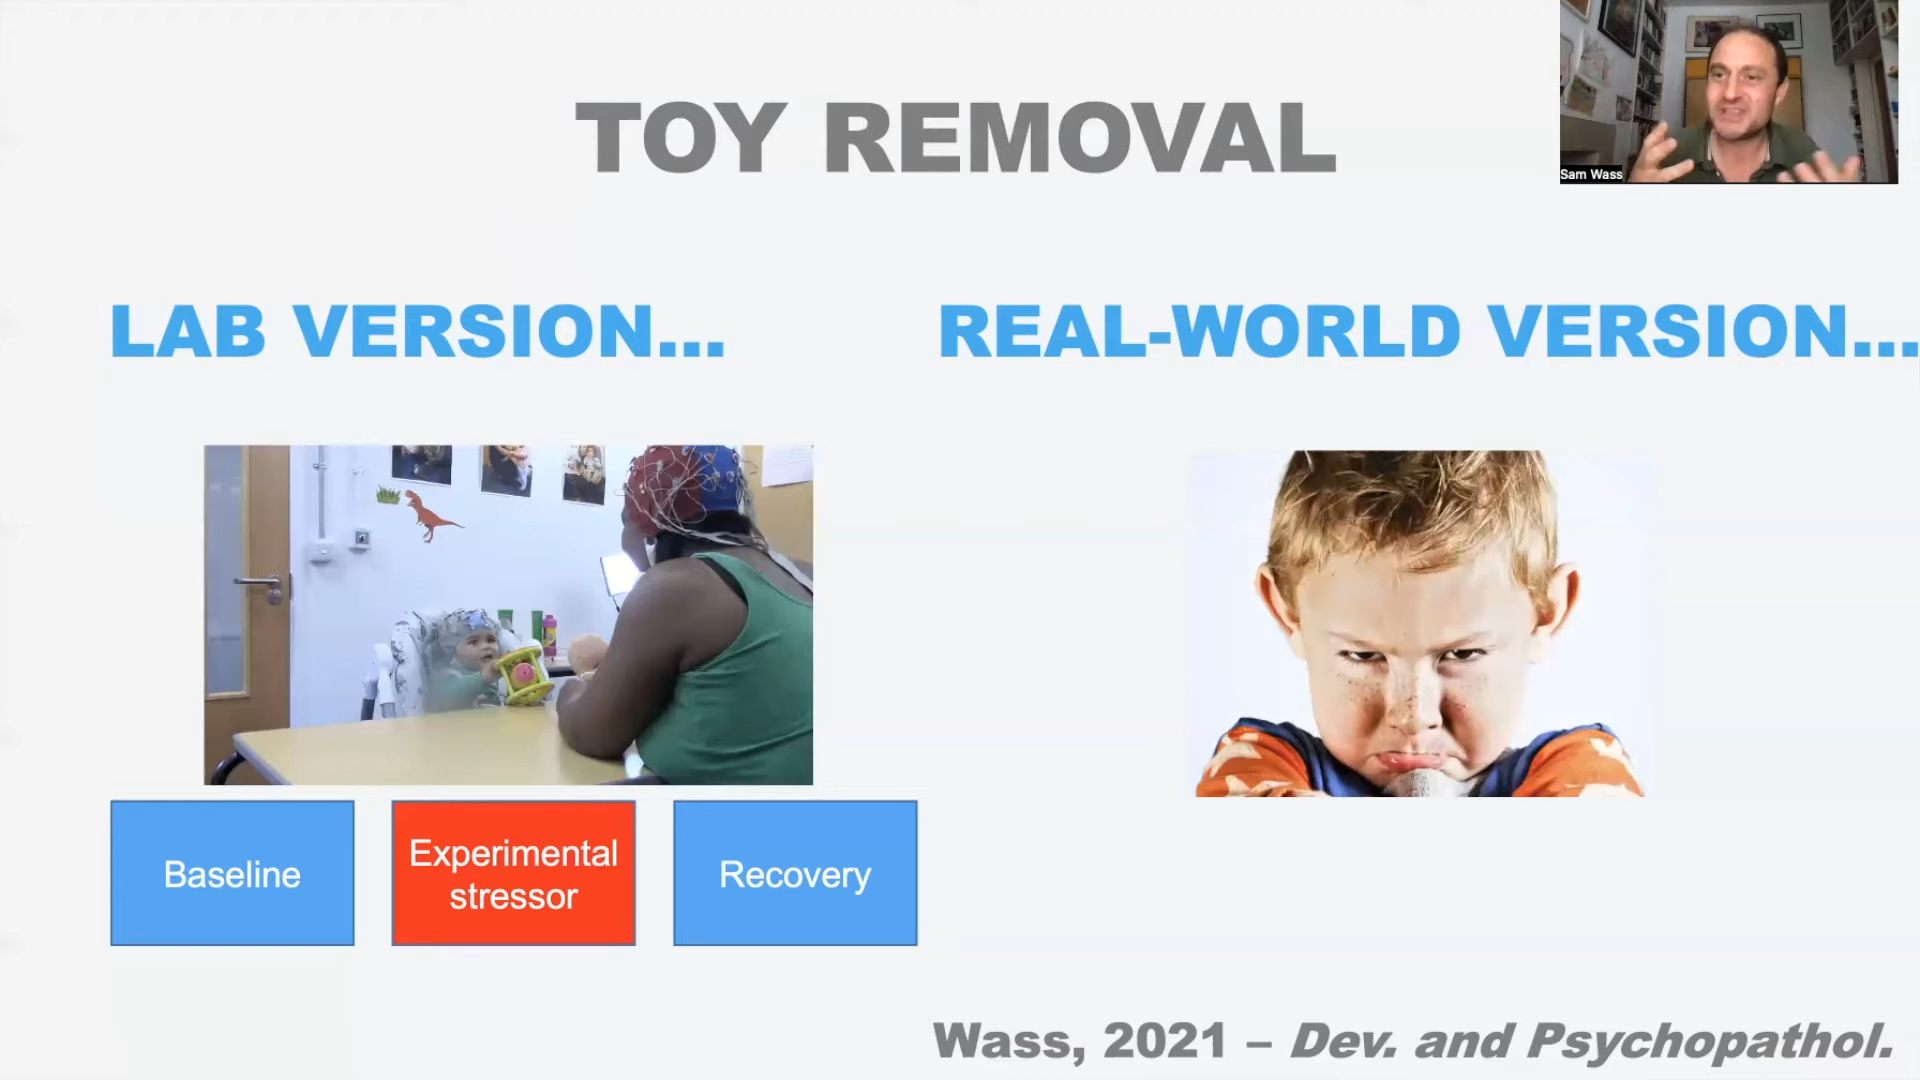 TOY REMOVAL
Sam Wass
LAB VERSION...
REAL-WORLD VERSION...
Baseline
Experimental
stressor
Recovery
Wass, 2021 – Dev. and Psychopathol.